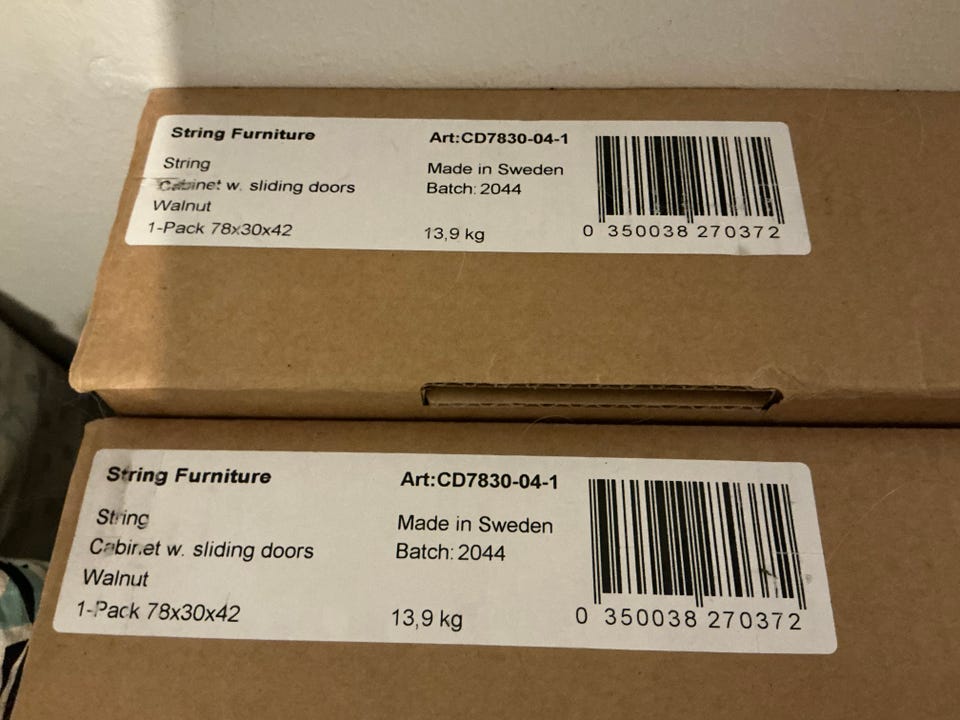 String Furniture
String
Cabinet w. sliding doors
Walnut
1-Pack 78x30x42
Art:CD7830-04-1
Made in Sweden
Batch: 2044
13,9 kg
0 350038 270372
String Furniture
String
Cabinet w. sliding doors
Walnut
1-Pack 78x30x42
Art:CD7830-04-1
Made in Sweden
Batch: 2044
13,9 kg
0 350038 270372